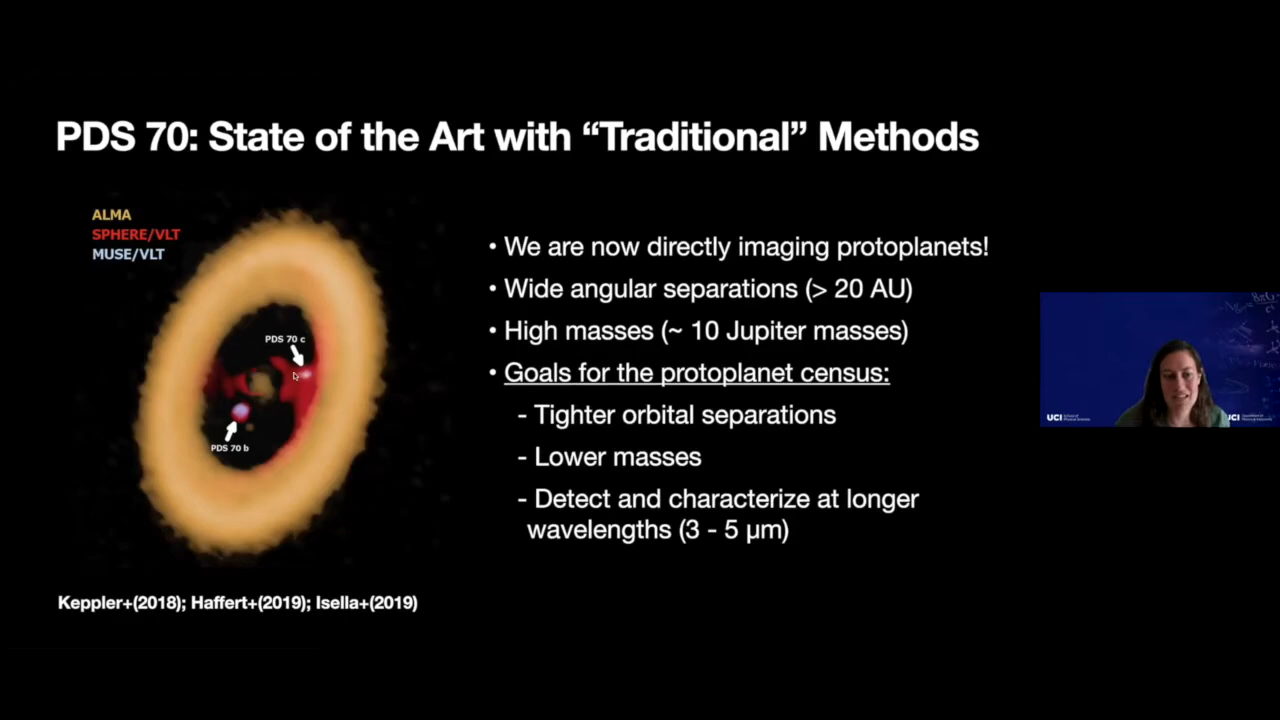 PDS 70: State of the Art with “Traditional” Methods
ALMA
SPHERE/VLT
MUSE/VLT
PDS 70 c
PDS 70 b
• We are now directly imaging protoplanets!
• Wide angular separations (> 20 AU)
• High masses (~ 10 Jupiter masses)
• Goals for the protoplanet census:
- Tighter orbital separations
- Lower masses
- Detect and characterize at longer
wavelengths (3 - 5 μm)
Keppler+(2018); Haffert+(2019); Isella+(2019)
UCI
UCI